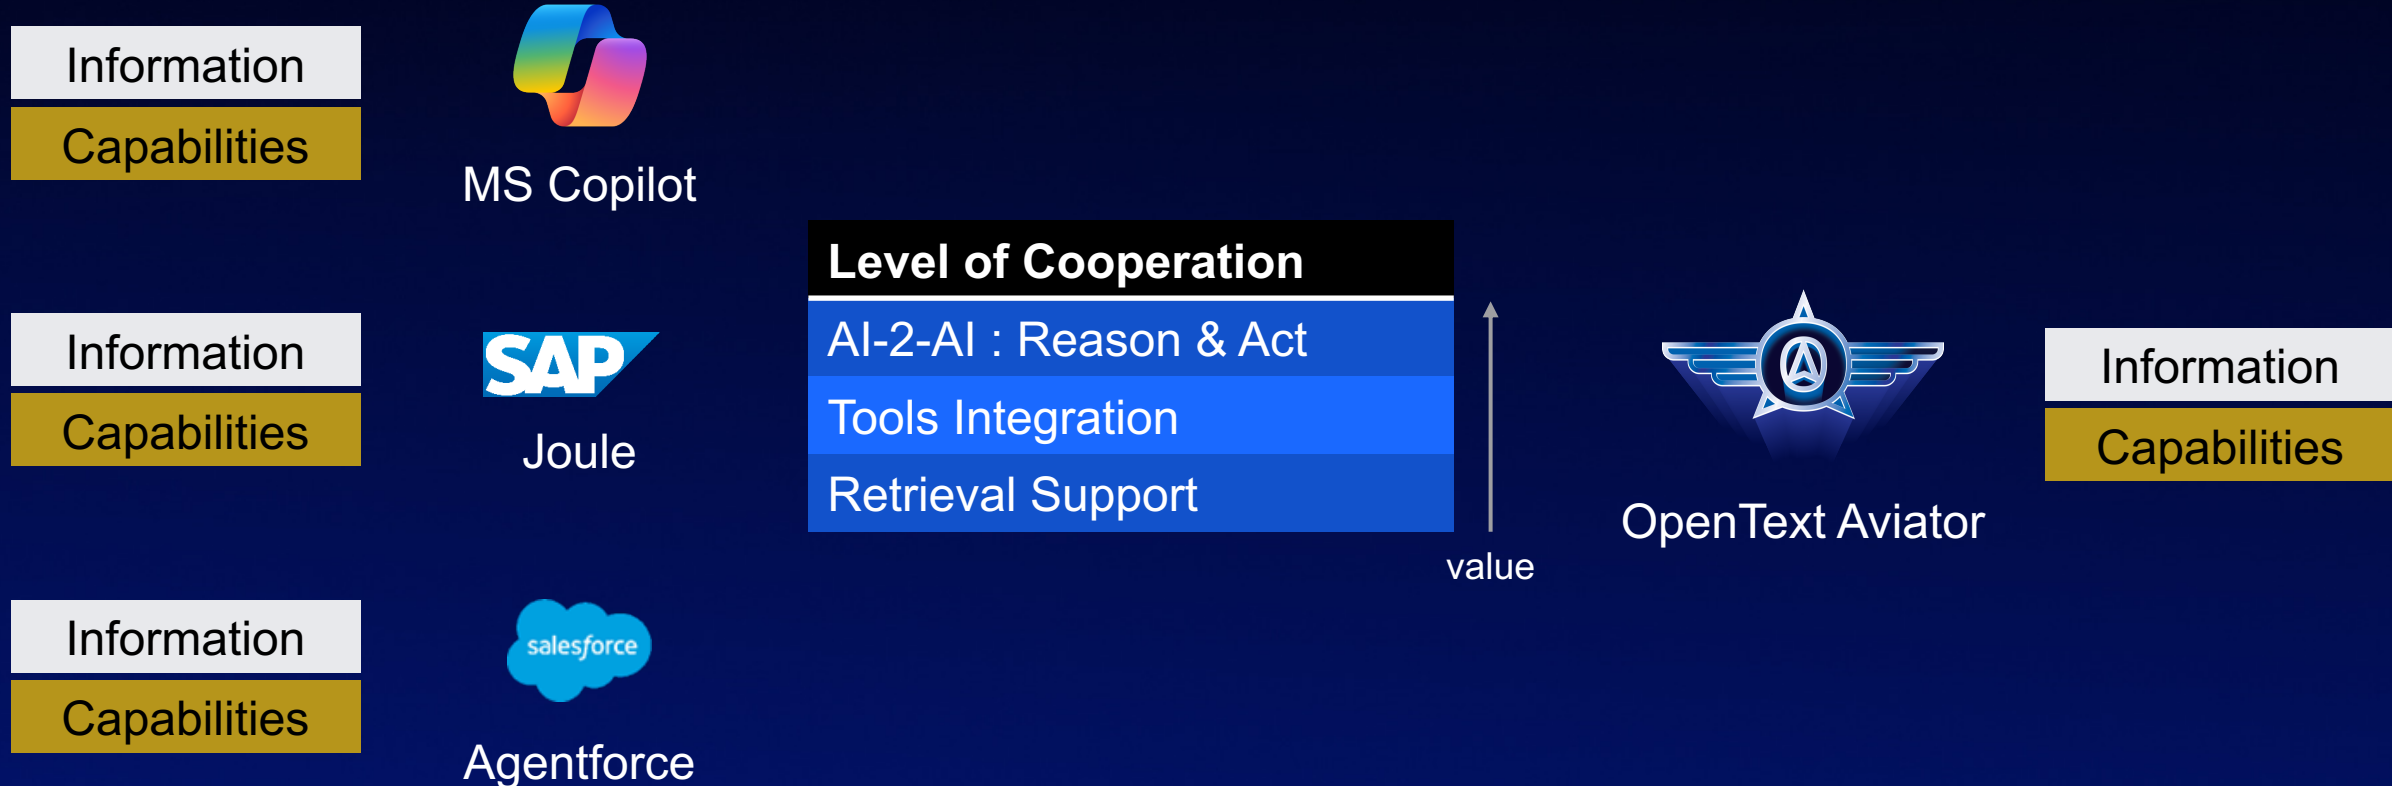 Information
Capabilities
MS Copilot
Information
Capabilities
SAP
Joule
Information
Capabilities
salesforce
Agentforce
Level of Cooperation
AI-2-AI : Reason & Act
Tools Integration
Retrieval Support
value
OpenText Aviator
Information
Capabilities